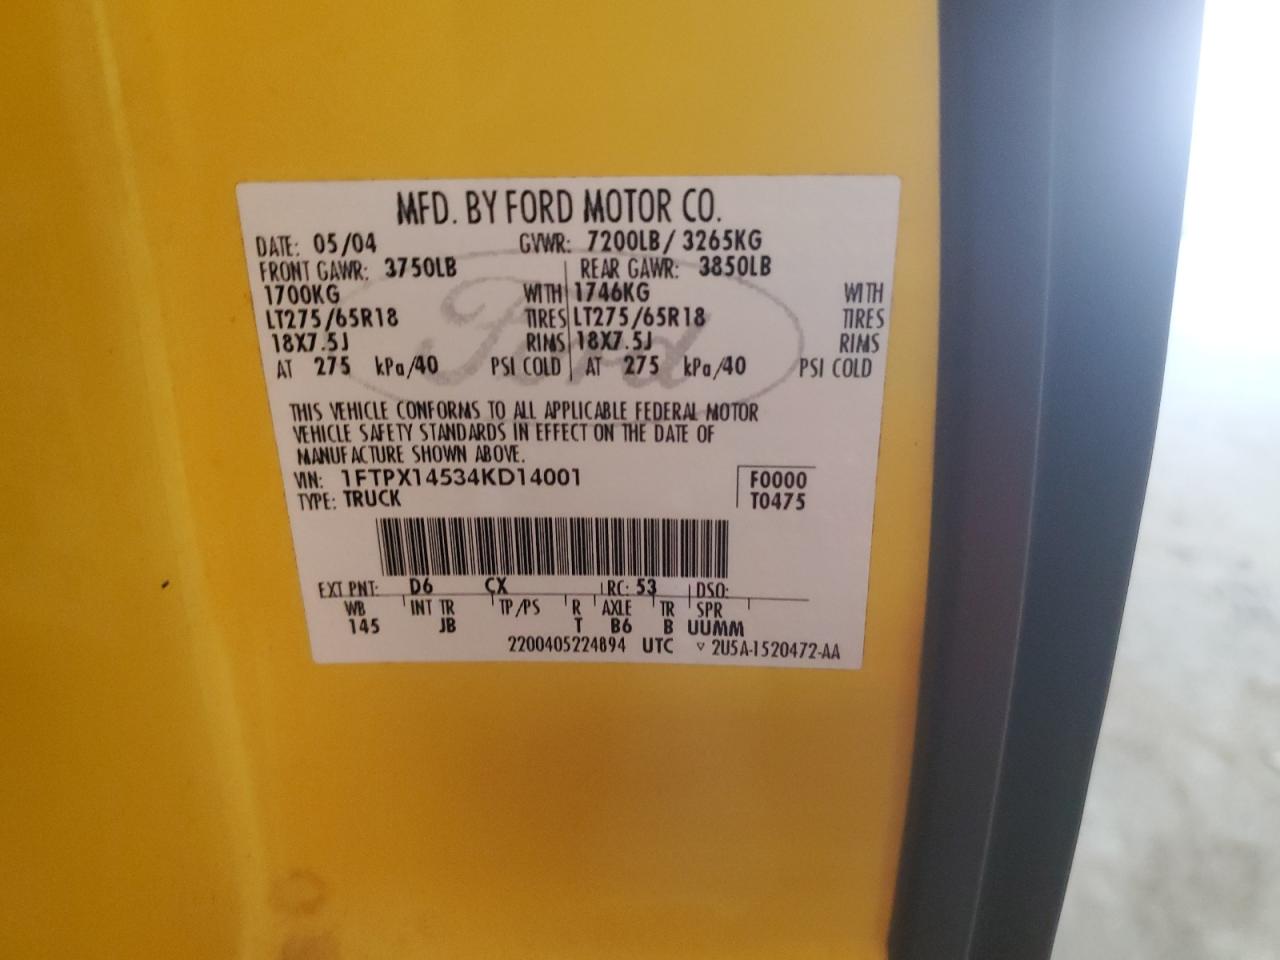 MFD. BY FORD MOTOR CO.
DATE: 05/04 GVWR: 7200LB/ 3265KG
FRONT GAWR: 3750LB REAR GAWR: 3850LB
1700KG WITH 1746KG WITH
LT275/65R18 TIRES LT275/65R18 TIRES
18X7.5J RIMS 18X7.5J RIMS
AT 275 kPa/40 PSI COLD AT 275 kPa/40 PSI COLD
Ford
THIS VEHICLE CONFORMS TO ALL APPLICABLE FEDERAL MOTOR
VEHICLE SAFETY STANDARDS IN EFFECT ON THE DATE OF
MANUFACTURE SHOWN ABOVE.
VIN: 1FTPX14534KD14001 F0000
TYPE: TRUCK T0475
EXT PNT: D6 CX RC: 53 DSO:
WB INT TR TP/PS R AXLE TR SPR
145 JB T B6 B UUMM
2200405224894 UTC ▽ 2U5A-1520472-AA